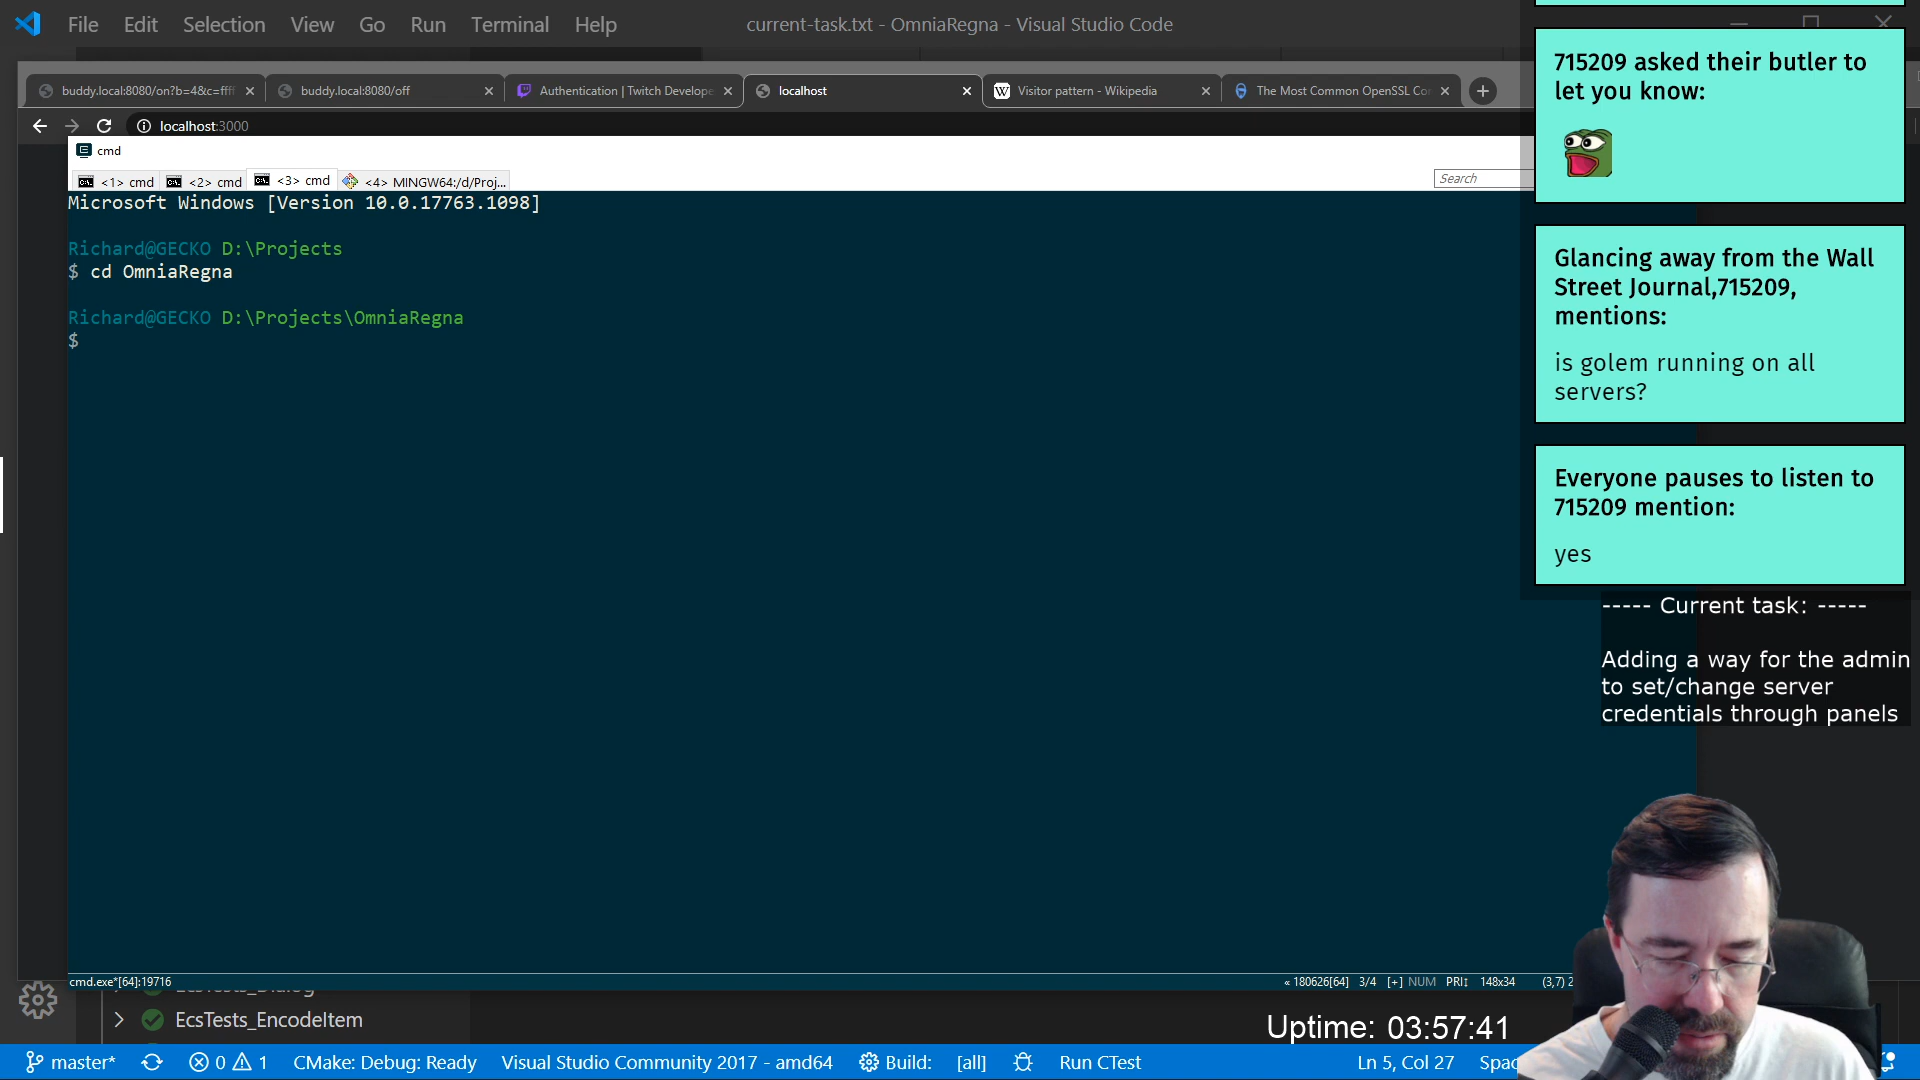 File Edit Selection View Go Run Terminal Help
current-task.txt - OmniaRegna - Visual Studio Code
buddy.local:8080/on?b=4&c=ffff
buddy.local:8080/off
Authentication | Twitch Develope
localhost
Visitor pattern - Wikipedia
The Most Common OpenSSL Co
localhost:3000
cmd
<1> cmd
<2> cmd
<3> cmd
<4> MINGW64:/d/Proj...
Search
Microsoft Windows [Version 10.0.17763.1098]
Richard@GECKO D:\Projects
$ cd OmniaRegna
Richard@GECKO D:\Projects\OmniaRegna
$
cmd.exe*[64]:19716
« 180626[64] 3/4 [+] NUM PRI↕ 148x34 (3,7) 2
715209 asked their butler to
let you know:
Glancing away from the Wall
Street Journal,715209,
mentions:
is golem running on all
servers?
Everyone pauses to listen to
715209 mention:
yes
----- Current task: -----
Adding a way for the admin
to set/change server
credentials through panels
EcsTests_Dialog
EcsTests_EncodeItem
Uptime: 03:57:41
master*
0
1
CMake: Debug: Ready
Visual Studio Community 2017 - amd64
Build:
[all]
Run CTest
Ln 5, Col 27
Spac